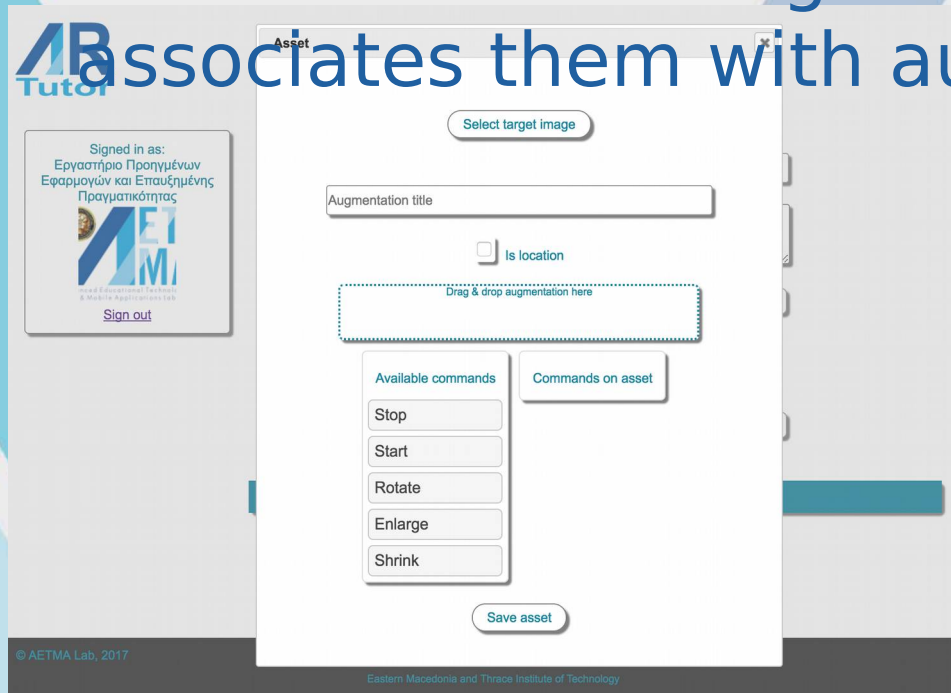 associates them with au
AR
Tutor
Asset
Select target image
Signed in as:
Εργαστήριο Προηγμένων
Εφαρμογών και Επαυξημένης
Πραγματικότητας
Sign out
Augmentation title
Is location
Drag & drop augmentation here
Available commands
Commands on asset
Stop
Start
Rotate
Enlarge
Shrink
Save asset
© AETMA Lab, 2017
Eastern Macedonia and Thrace Institute of Technology